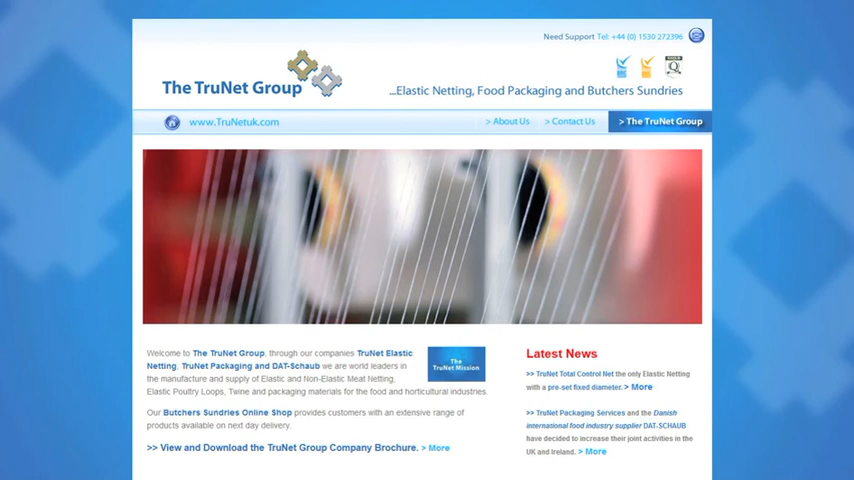 Need Support Tel: +44 (0) 1530 272396
The TruNet Group
...Elastic Netting, Food Packaging and Butchers Sundries
www.TruNetuk.com
> About Us
> Contact Us
> The TruNet Group
Welcome to The TruNet Group, through our companies TruNet Elastic
Netting, TruNet Packaging and DAT-Schaub we are world leaders in
the manufacture and supply of Elastic and Non-Elastic Meat Netting,
Elastic Poultry Loops, Twine and packaging materials for the food and horticultural industries.
The
TruNet Mission
Our Butchers Sundries Online Shop provides customers with an extensive range of
products available on next day delivery.
>> View and Download the TruNet Group Company Brochure. > More
Latest News
>> TruNet Total Control Net the only Elastic Netting
with a pre-set fixed diameter. > More
>> TruNet Packaging Services and the Danish
international food industry supplier DAT-SCHAUB
have decided to increase their joint activities in the
UK and Ireland. > More